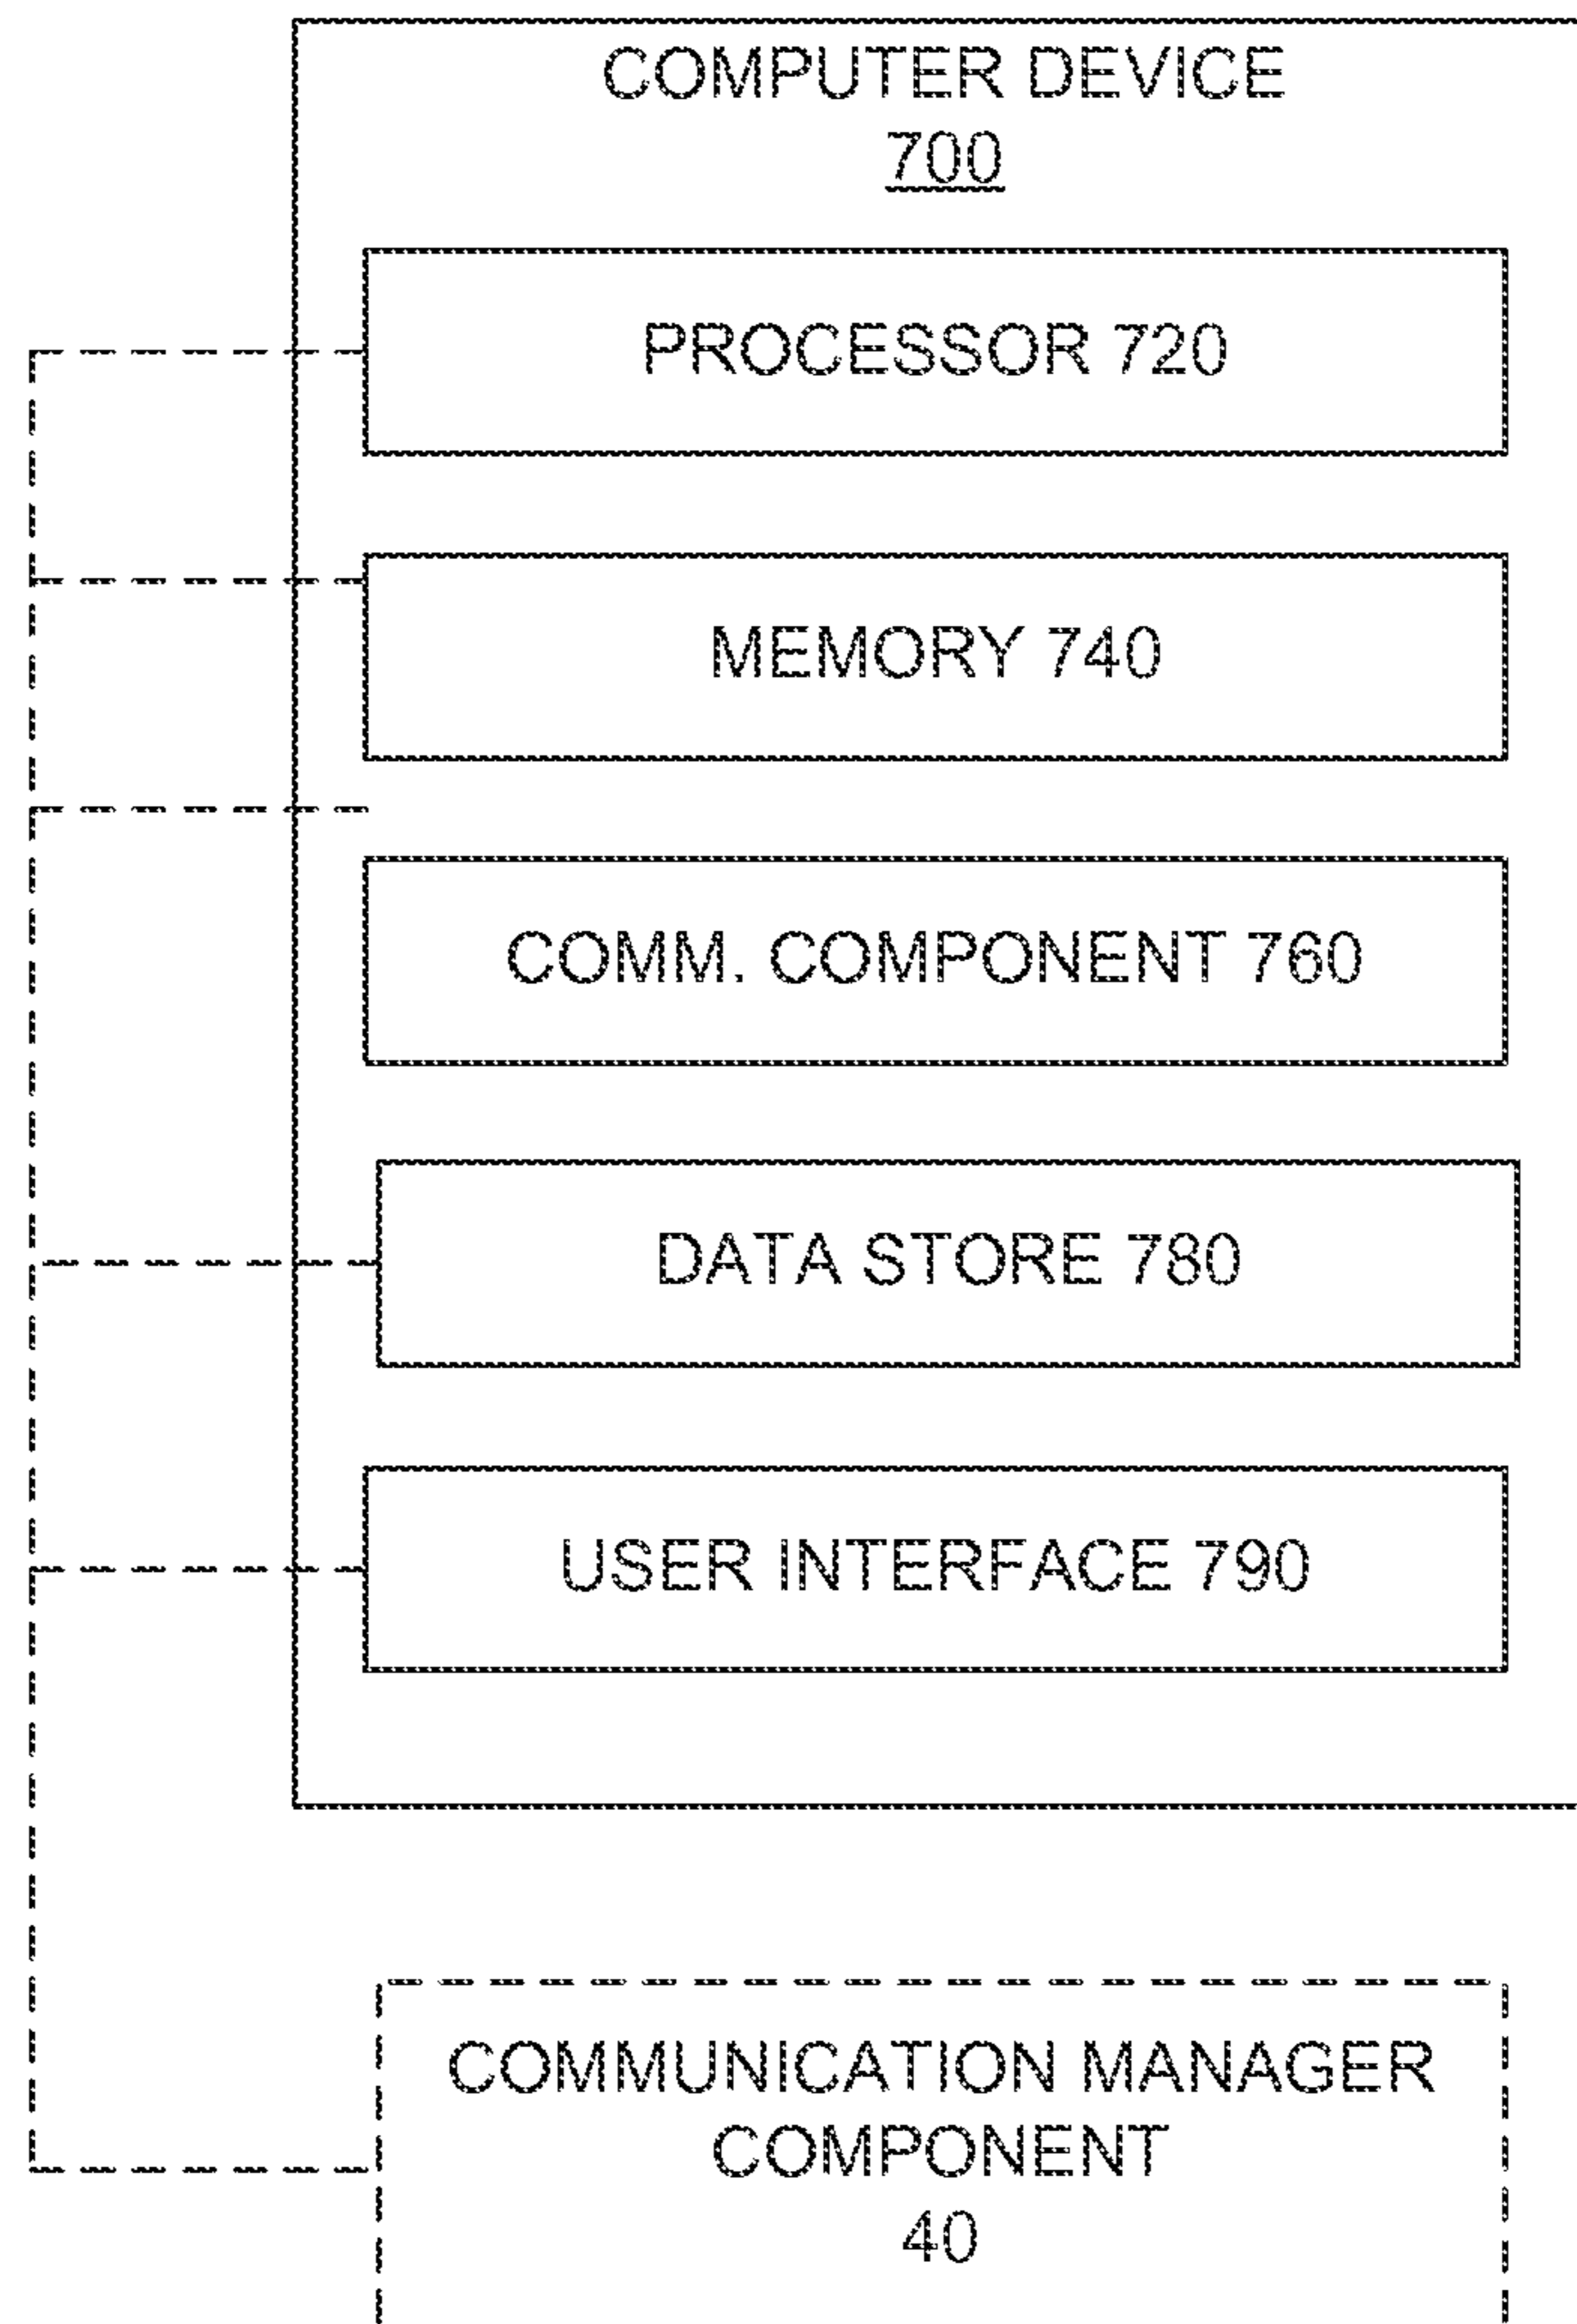 COMPUTER DEVICE
700
PROCESSOR 720
MEMORY 740
COMM. COMPONENT 760
DATA STORE 780
USER INTERFACE 790
COMMUNICATION MANAGER
COMPONENT
40